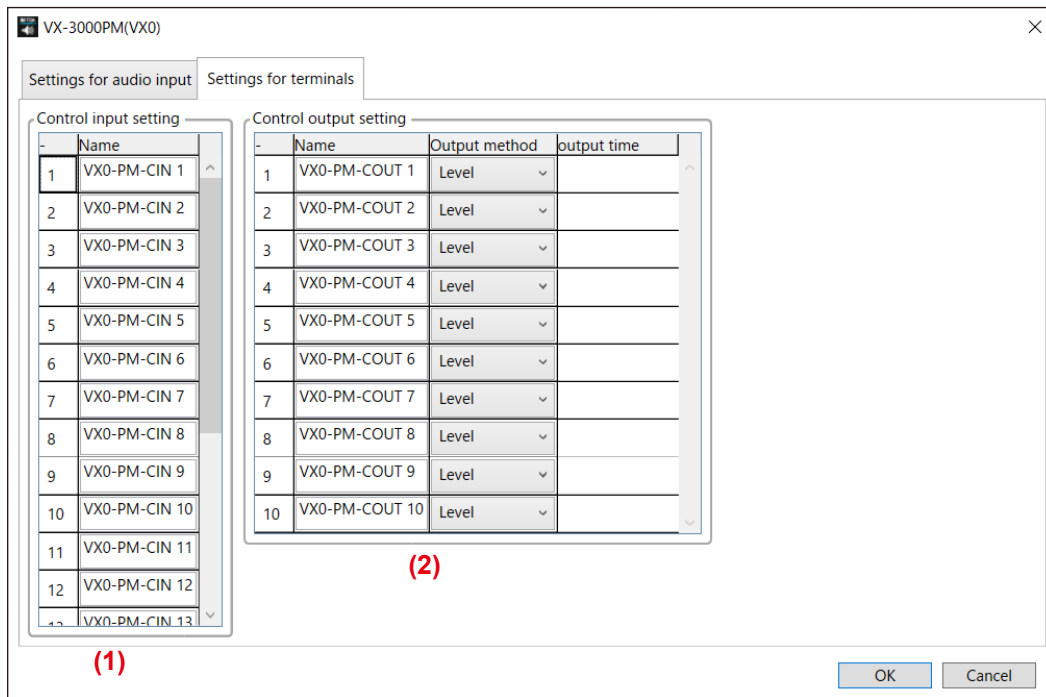 VX-3000PM(VX0)
Settings for audio input Settings for terminals
Control input setting
- Name
1 VX0-PM-CIN 1
2 VX0-PM-CIN 2
3 VX0-PM-CIN 3
4 VX0-PM-CIN 4
5 VX0-PM-CIN 5
6 VX0-PM-CIN 6
7 VX0-PM-CIN 7
8 VX0-PM-CIN 8
9 VX0-PM-CIN 9
10 VX0-PM-CIN 10
11 VX0-PM-CIN 11
12 VX0-PM-CIN 12
13 VX0-PM-CIN 13
(1)
Control output setting
- Name Output method output time
1 VX0-PM-COUT 1 Level
2 VX0-PM-COUT 2 Level
3 VX0-PM-COUT 3 Level
4 VX0-PM-COUT 4 Level
5 VX0-PM-COUT 5 Level
6 VX0-PM-COUT 6 Level
7 VX0-PM-COUT 7 Level
8 VX0-PM-COUT 8 Level
9 VX0-PM-COUT 9 Level
10 VX0-PM-COUT 10 Level
(2)
OK Cancel